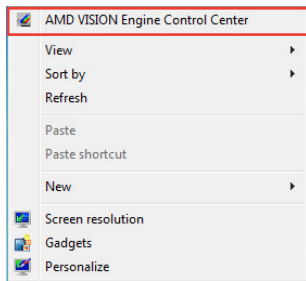 AMD VISION Engine Control Center
View
Sort by
Refresh
Paste
Paste shortcut
New
Screen resolution
Gadgets
Personalize